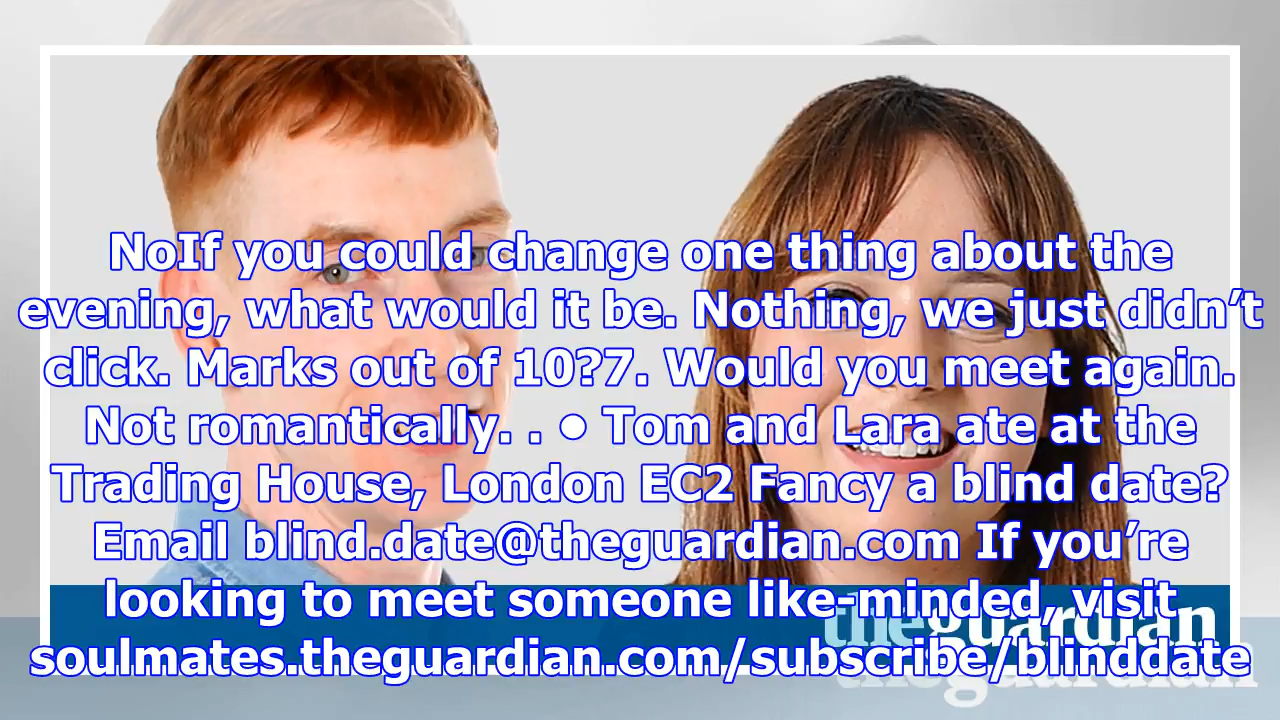 NoIf you could change one thing about the
evening, what would it be. Nothing, we just didn’t
click. Marks out of 10?7. Would you meet again.
Not romantically. . • Tom and Lara ate at the
Trading House, London EC2 Fancy a blind date?
Email blind.date@theguardian.com If you’re
looking to meet someone like-minded, visit
soulmates.theguardian.com/subscribe/blinddate
theguardian
theguardian